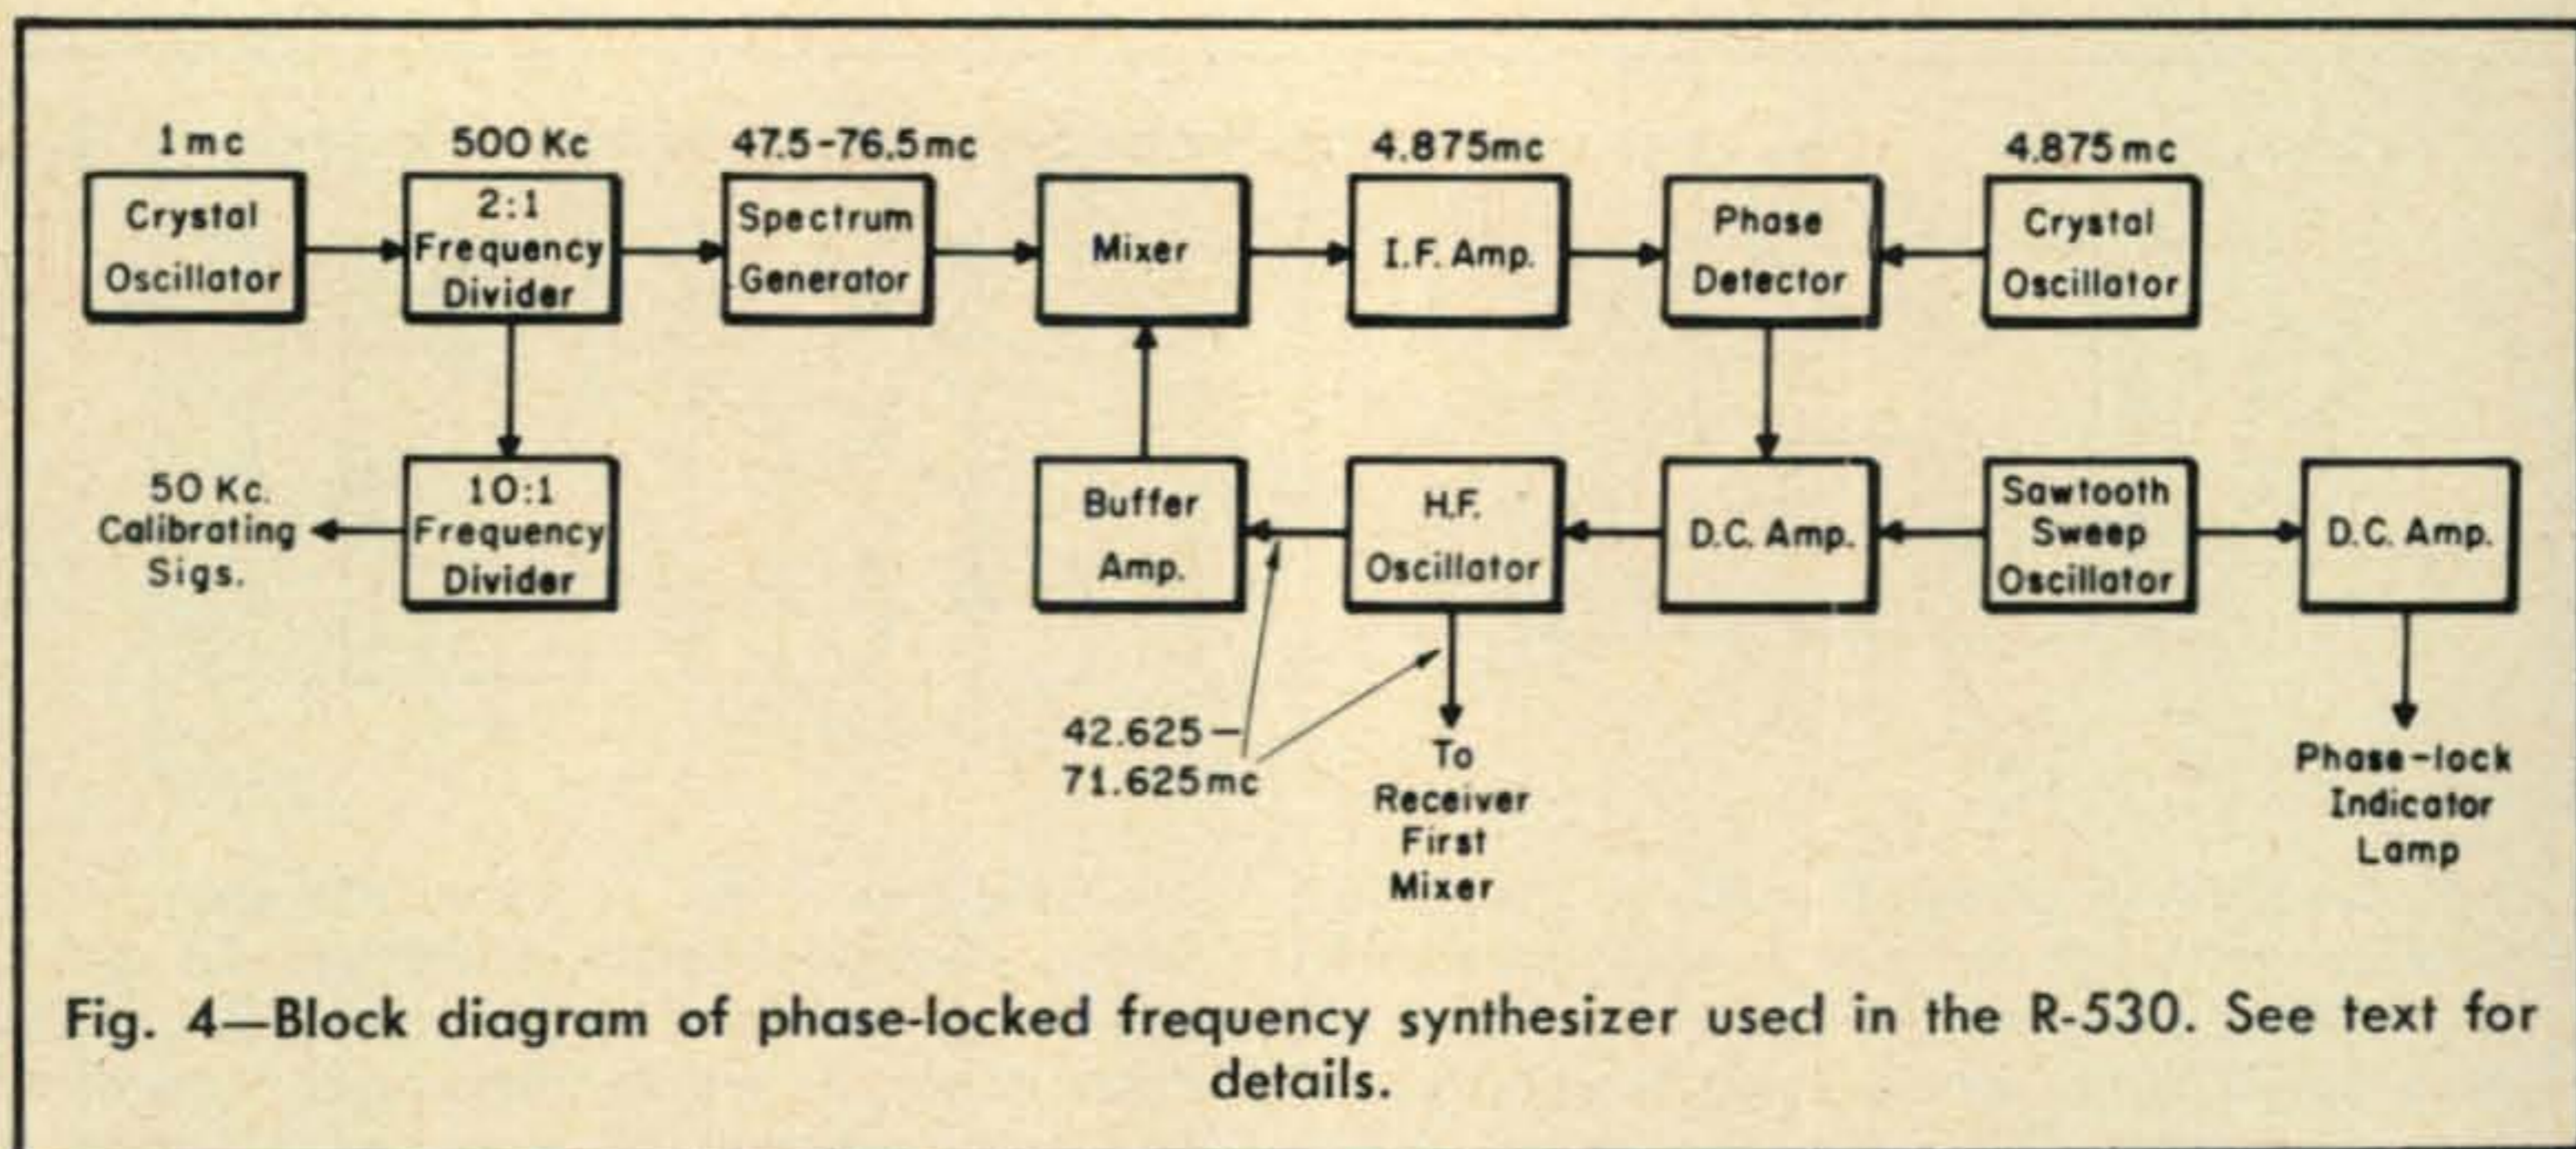 1 mc
500 Kc
47.5-76.5 mc
4.875mc
4.875 mc
Crystal
Oscillator
2:1
Frequency
Divider
Spectrum
Generator
Mixer
I.F. Amp.
Phase
Detector
Crystal
Oscillator
50 Kc.
Calibrating
Sigs.
10:1
Frequency
Divider
Buffer
Amp.
H.F.
Oscillator
D.C. Amp.
Sawtooth
Sweep
Oscillator
D.C. Amp.
42.625-
71.625mc
To
Receiver
First
Mixer
Phase-lock
Indicator
Lamp
Fig. 4—Block diagram of phase-locked frequency synthesizer used in the R-530. See text for
details.